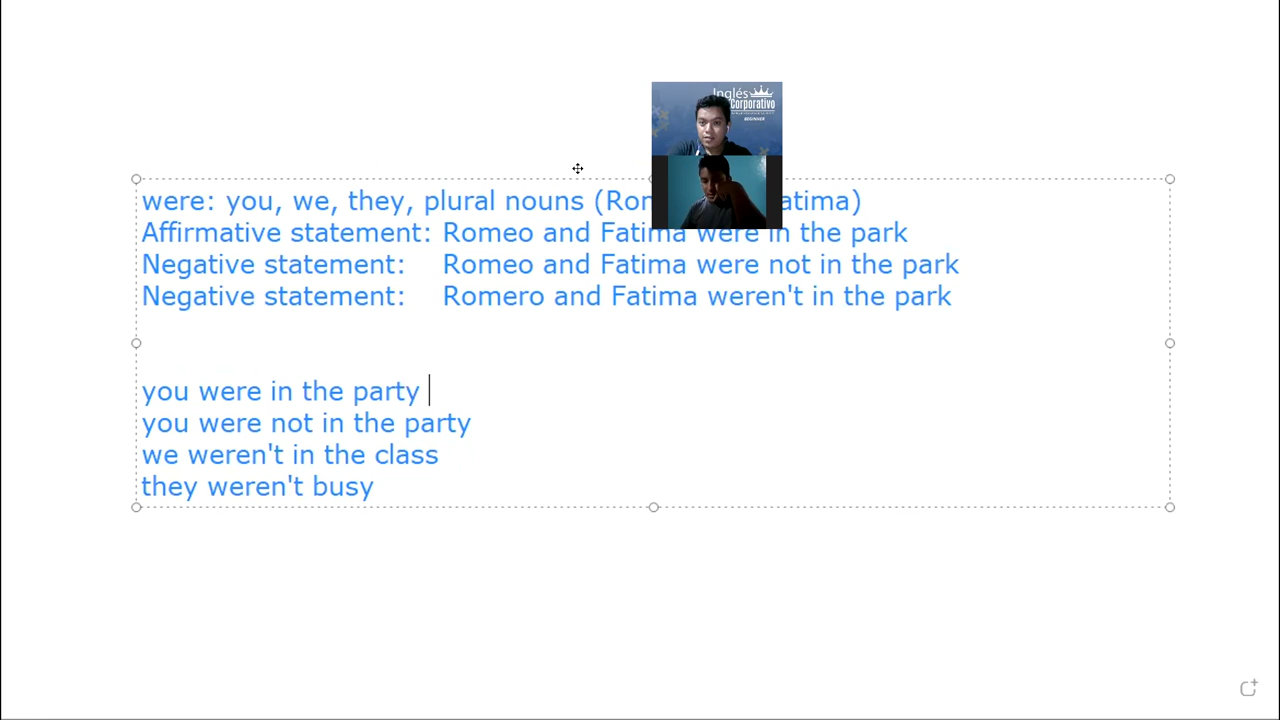 Inglés
Corporativo
BEGINNER
were: you, we, they, plural nouns (Ro atima)
Affirmative statement: Romeo and Fatima were in the park
Negative statement: Romeo and Fatima were not in the park
Negative statement: Romero and Fatima weren't in the park
you were in the party
you were not in the party
we weren't in the class
they weren't busy